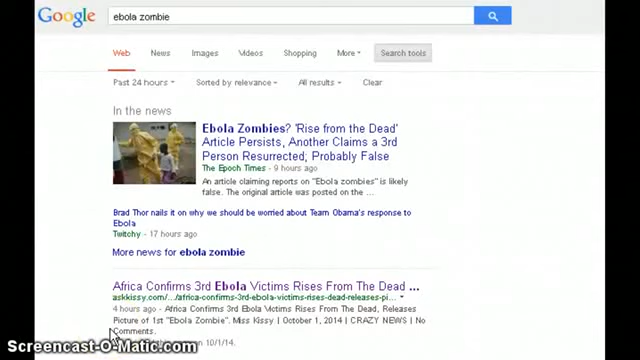 Google
ebola zombie
Web News Images Videos Shopping More Search tools
Past 24 hours Sorted by relevance All results Clear
In the news
Ebola Zombies? 'Rise from the Dead'
Article Persists, Another Claims a 3rd
Person Resurrected; Probably False
The Epoch Times - 9 hours ago
An article claiming reports on "Ebola zombies" is likely
false. The original article was posted on the ...
Brad Thor nails it on why we should be worried about Team Obama's response to
Ebola
Twitchy - 17 hours ago
More news for ebola zombie
Africa Confirms 3rd Ebola Victims Rises From The Dead ...
askkissy.com/.../africa-confirms-3rd-ebola-victims-rises-dead-releases-pi...
4 hours ago - Africa Confirms 3rd Ebola Victims Rises From The Dead, Releases
Picture of 1st "Ebola Zombie". Miss Kissy | October 1, 2014 | CRAZY NEWS | No
Comments.
on 10/1/14.
Screencast-O-Matic.com